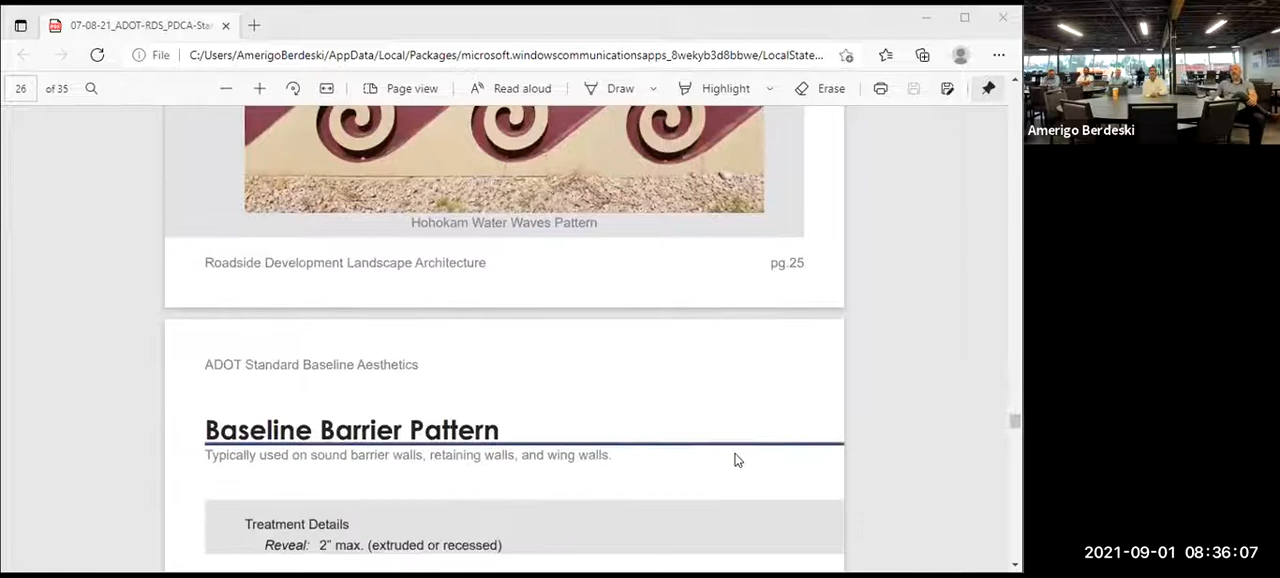 07-08-21_ADOT-RDS_PDCA-Sta
File C:/Users/AmerigoBerdeski/AppData/Local/Packages/microsoft.windowscommunicationsapps_8wekyb3d8bbwe/LocalState...
26 of 35 Page view Read aloud Draw Highlight Erase
Amerigo Berdeski
Hohokam Water Waves Pattern
Roadside Development Landscape Architecture pg.25
ADOT Standard Baseline Aesthetics
Baseline Barrier Pattern
Typically used on sound barrier walls, retaining walls, and wing walls.
Treatment Details
Reveal: 2" max. (extruded or recessed)
2021-09-01 08:36:07